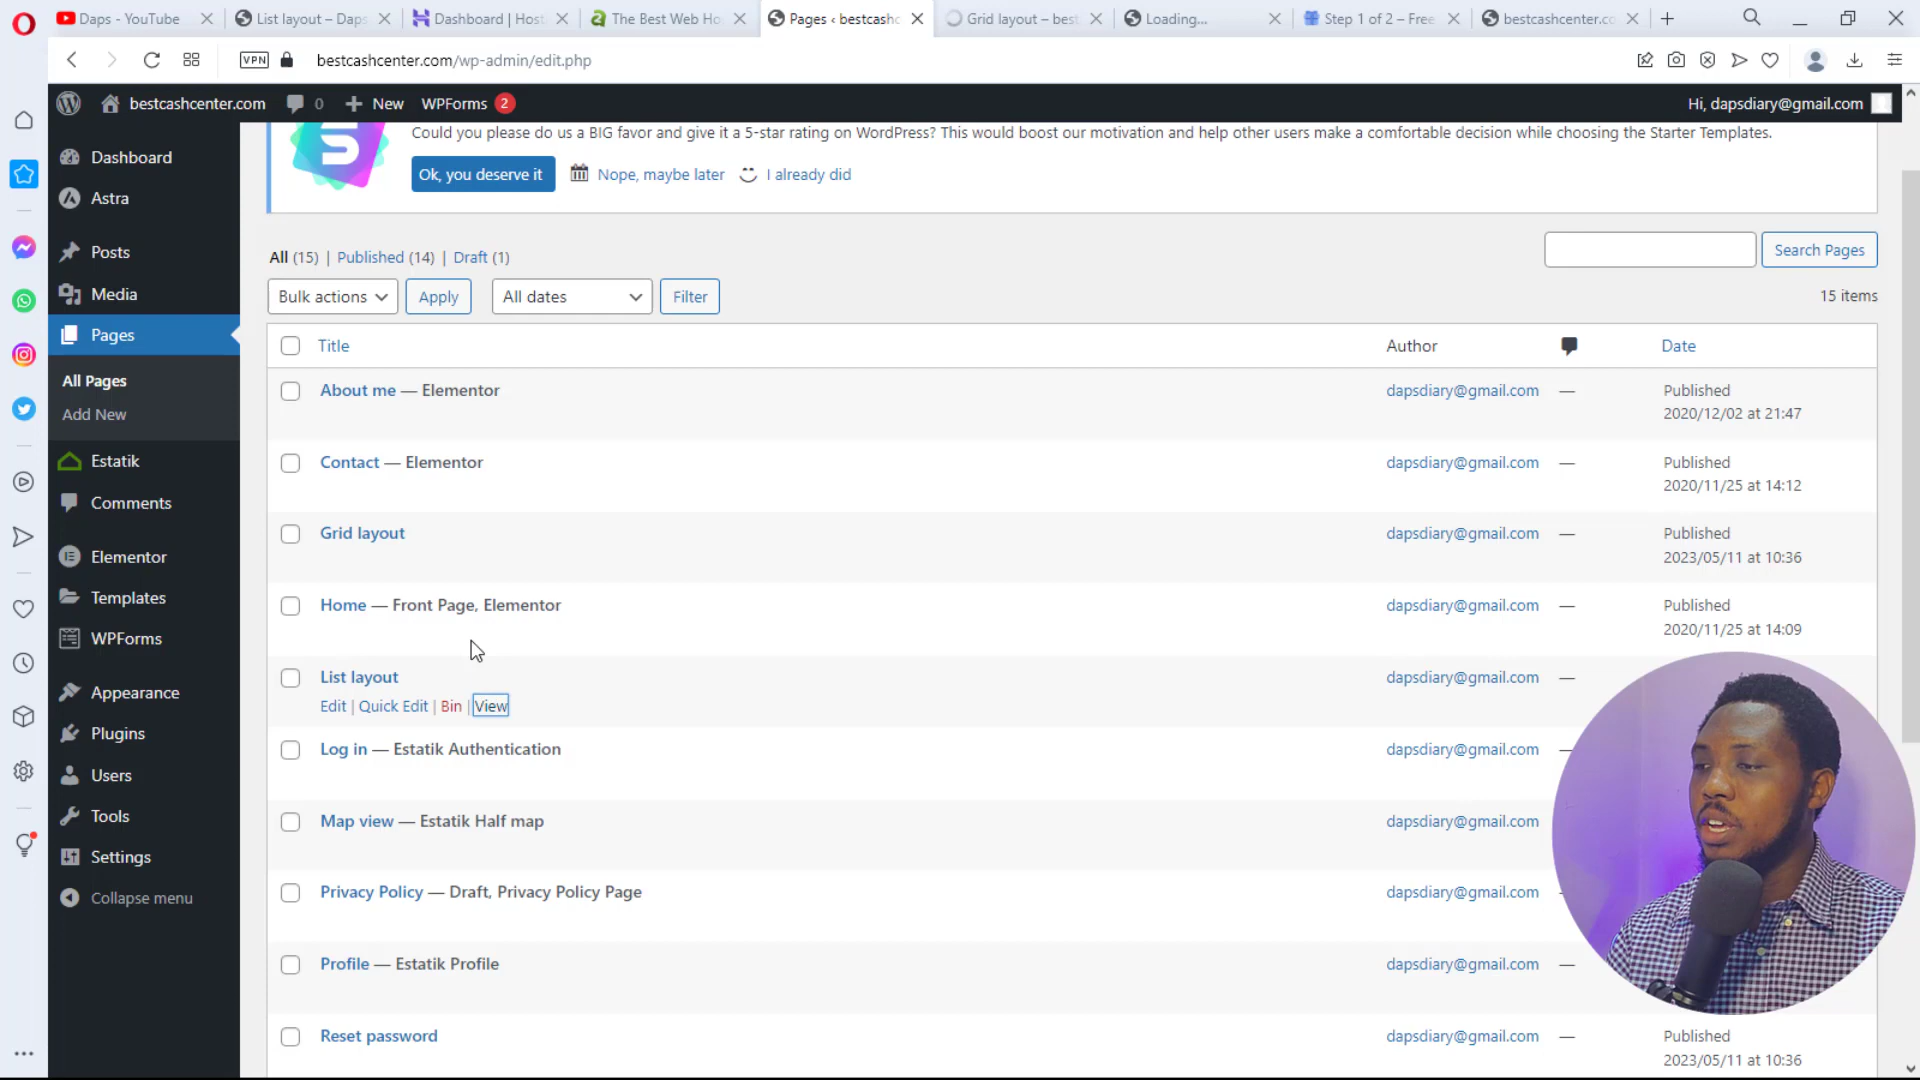 Daps - YouTube
List layout – Daps
Dashboard | Host
The Best Web Ho
Pages ‹ bestcashc
Grid layout – best
Loading...
Step 1 of 2 – Free
bestcashcenter.co
VPN
bestcashcenter.com/wp-admin/edit.php
bestcashcenter.com
0
New
WPForms 2
Hi, dapsdiary@gmail.com
Could you please do us a BIG favor and give it a 5-star rating on WordPress? This would boost our motivation and help other users make a comfortable decision while choosing the Starter Templates.
Ok, you deserve it
Nope, maybe later
I already did
Dashboard
Astra
Posts
Media
Pages
All Pages
Add New
Estatik
Comments
Elementor
Templates
WPForms
Appearance
Plugins
Users
Tools
Settings
Collapse menu
All (15) | Published (14) | Draft (1)
Search Pages
Bulk actions
Apply
All dates
Filter
15 items
Title
Author
Date
About me — Elementor
dapsdiary@gmail.com
—
Published
2020/12/02 at 21:47
Contact — Elementor
dapsdiary@gmail.com
—
Published
2020/11/25 at 14:12
Grid layout
dapsdiary@gmail.com
—
Published
2023/05/11 at 10:36
Home — Front Page, Elementor
dapsdiary@gmail.com
—
Published
2020/11/25 at 14:09
List layout
dapsdiary@gmail.com
—
Edit | Quick Edit | Bin | View
Log in — Estatik Authentication
dapsdiary@gmail.com
—
Map view — Estatik Half map
dapsdiary@gmail.com
Privacy Policy — Draft, Privacy Policy Page
dapsdiary@gmail.com
Profile — Estatik Profile
dapsdiary@gmail.com
—
Reset password
dapsdiary@gmail.com
—
Published
2023/05/11 at 10:36